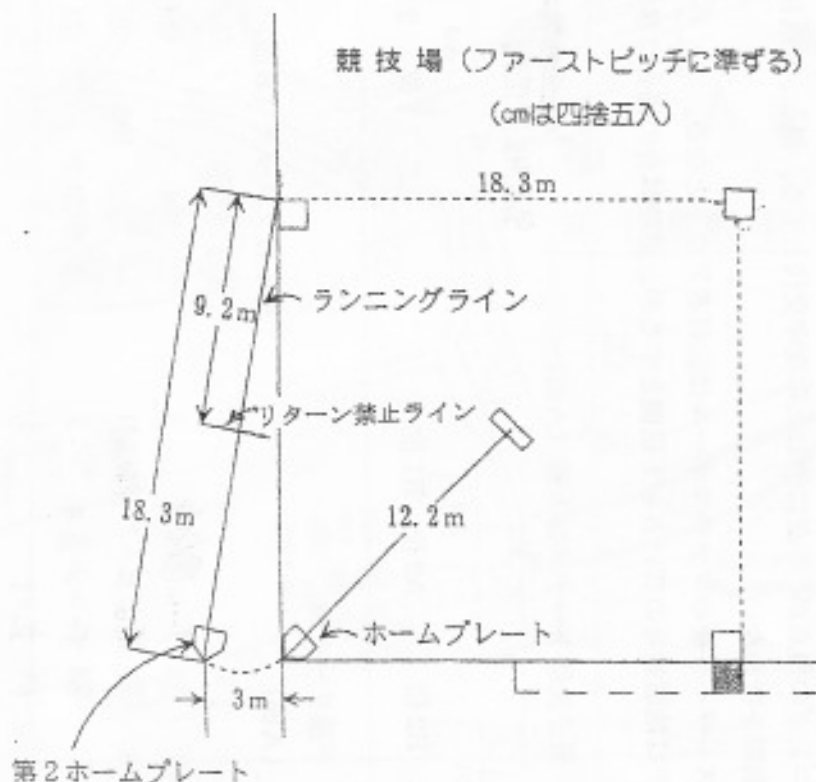 競技場（ファーストピッチに準ずる）
（cmは四捨五入）
18.3m
9.2m
ランニングライン
リターン禁止ライン
18.3m
12.2m
ホームプレート
3m
第2ホームプレート